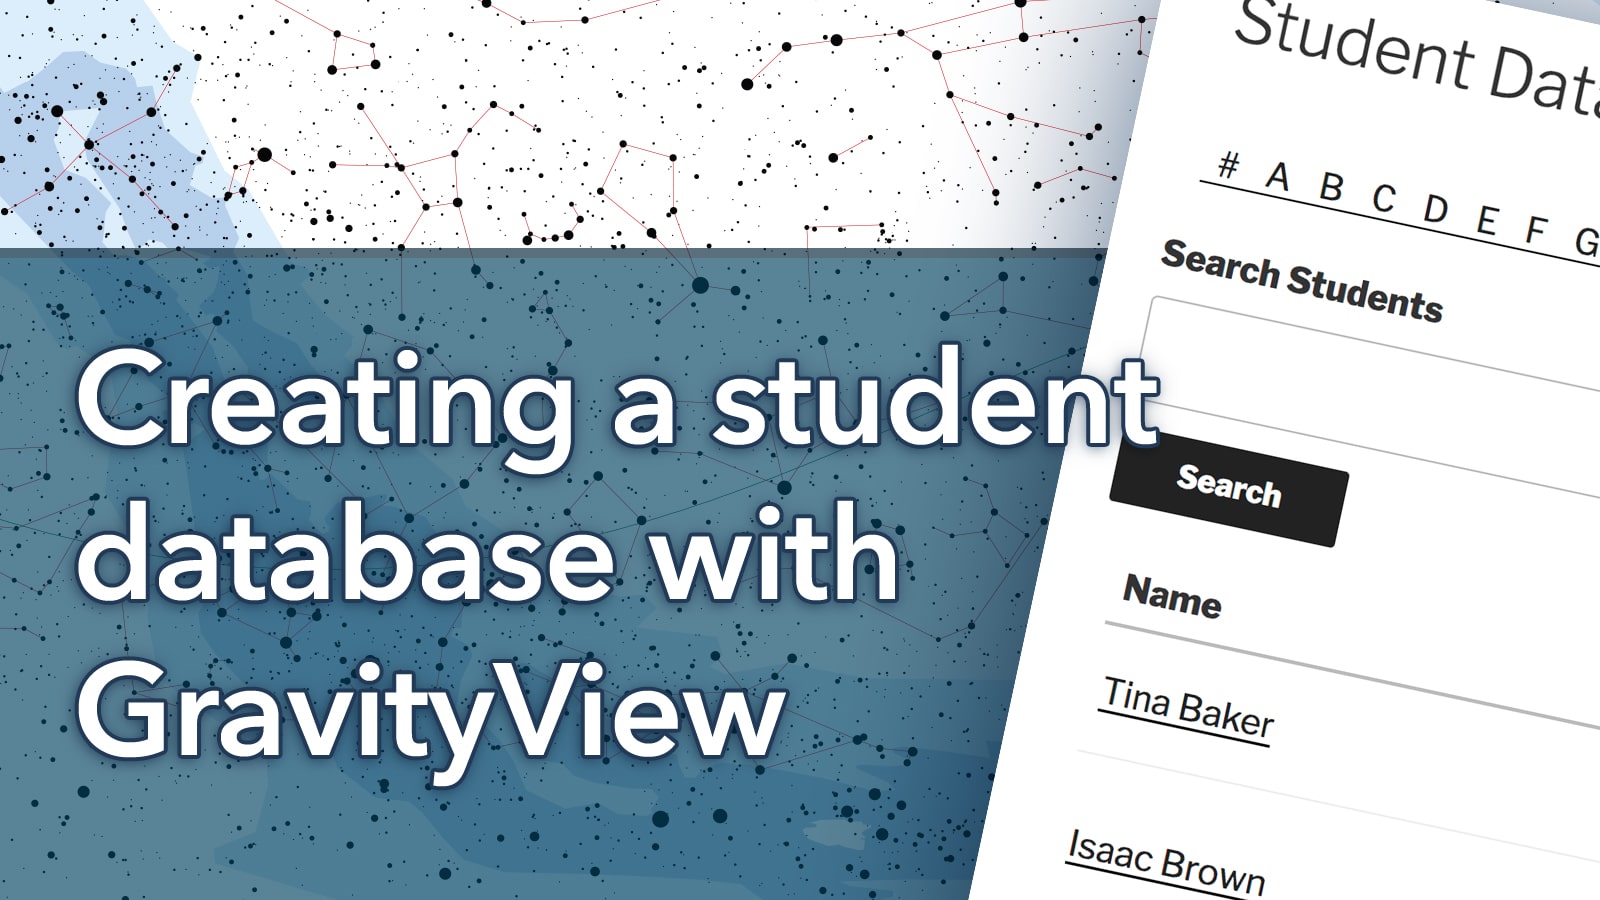 Creating a student
database with
GravityView
Student Data
# A B C D E F G
Search Students
Search
Name
Tina Baker
Isaac Brown